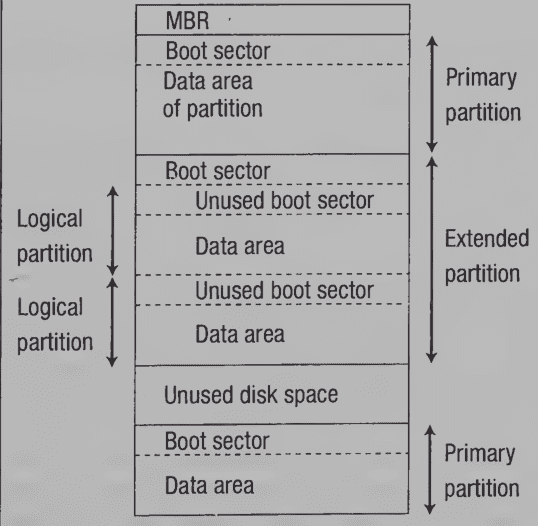 MBR
Boot sector
Data area
of partition
Primary
partition
Boot sector
Unused boot sector
Logical
partition
Data area
Extended
partition
Unused boot sector
Logical
partition
Data area
Unused disk space
Boot sector
Primary
partition
Data area